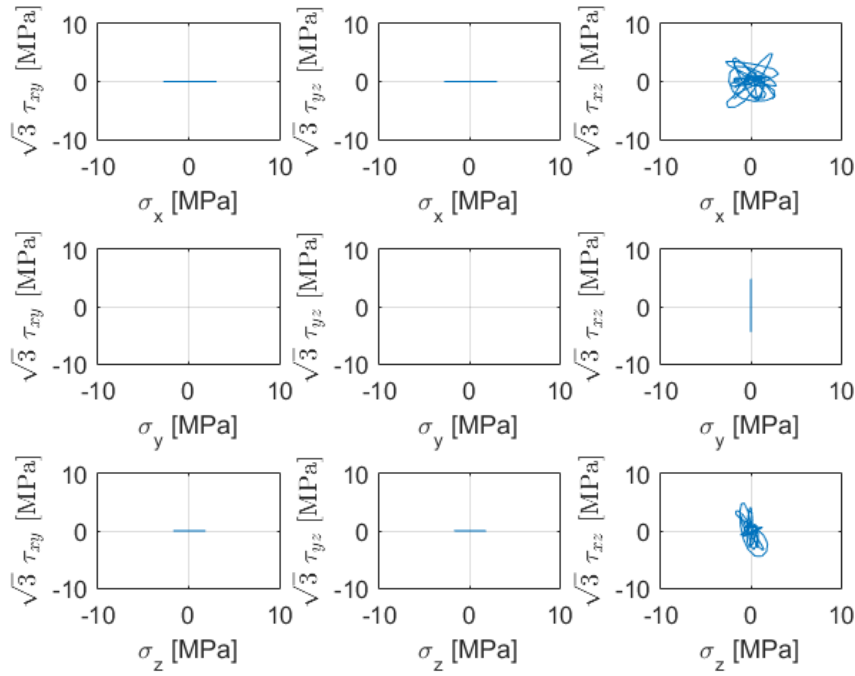 √3 τxy [MPa]
10
0
-10
-10 0 10
σx [MPa]
√3 τyz [MPa]
10
0
-10
-10 0 10
σx [MPa]
√3 τxz [MPa]
10
0
-10
-10 0 10
σx [MPa]
√3 τxy [MPa]
10
0
-10
-10 0 10
σy [MPa]
√3 τyz [MPa]
10
0
-10
-10 0 10
σy [MPa]
√3 τxz [MPa]
10
0
-10
-10 0 10
σy [MPa]
√3 τxy [MPa]
10
0
-10
-10 0 10
σz [MPa]
√3 τyz [MPa]
10
0
-10
-10 0 10
σz [MPa]
√3 τxz [MPa]
10
0
-10
-10 0 10
σz [MPa]